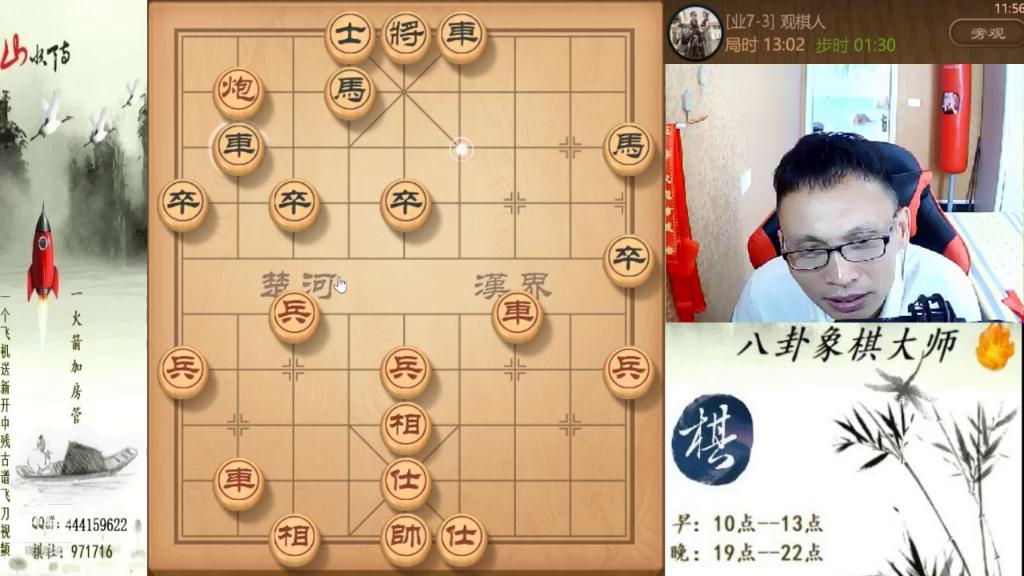 山水情
一个飞机送新开中残古谱飞刀视频
一火箭加房管
QQ群: 444159622
棋社: 971716
士 將 車
炮 馬
車 馬
卒 卒 卒
卒
楚河 漢界
兵 車
兵 兵 兵
相
車 仕
相 帥 仕
11:56
[业7-3] 观棋人
局时 13:02 步时 01:30
旁观
八卦象棋大师
棋
早: 10点--13点
晚: 19点--22点